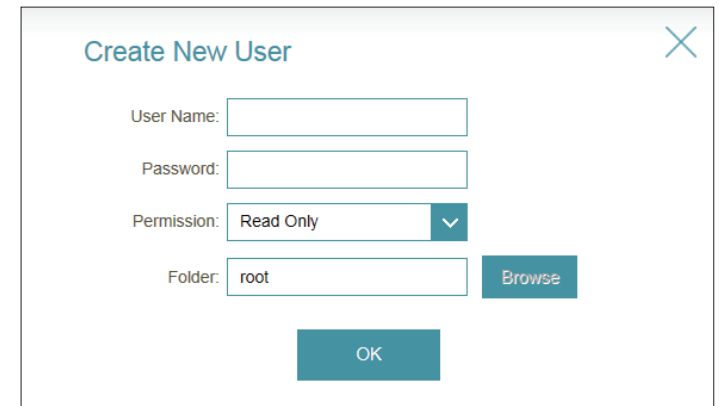 Create New User
User Name:
Password:
Permission: Read Only
Folder: root Browse
OK